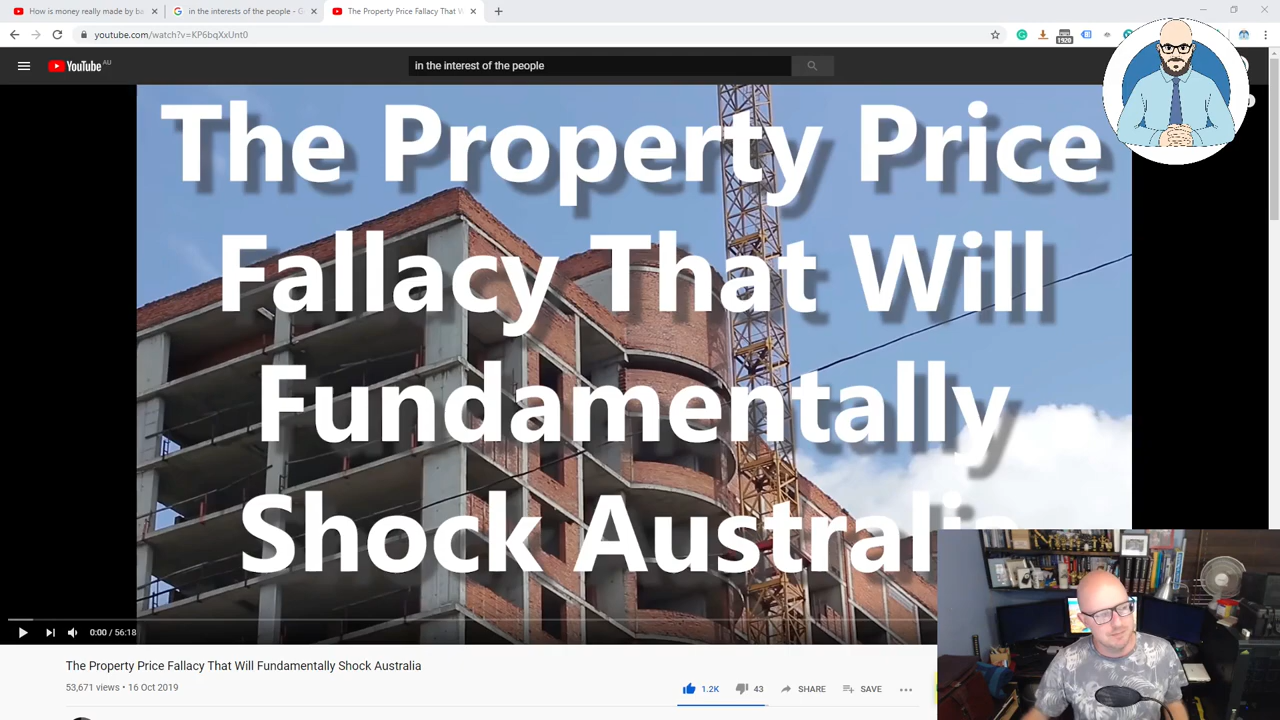 How is money really made by ba
in the interests of the people - G
The Property Price Fallacy That W
youtube.com/watch?v=KP6bqXxUnt0
1920
YouTube AU
in the interest of the people
The Property Price
Fallacy That Will
Fundamentally
Shock Australia
0:00 / 56:18
The Property Price Fallacy That Will Fundamentally Shock Australia
53,671 views • 16 Oct 2019
1.2K
43
SHARE
SAVE